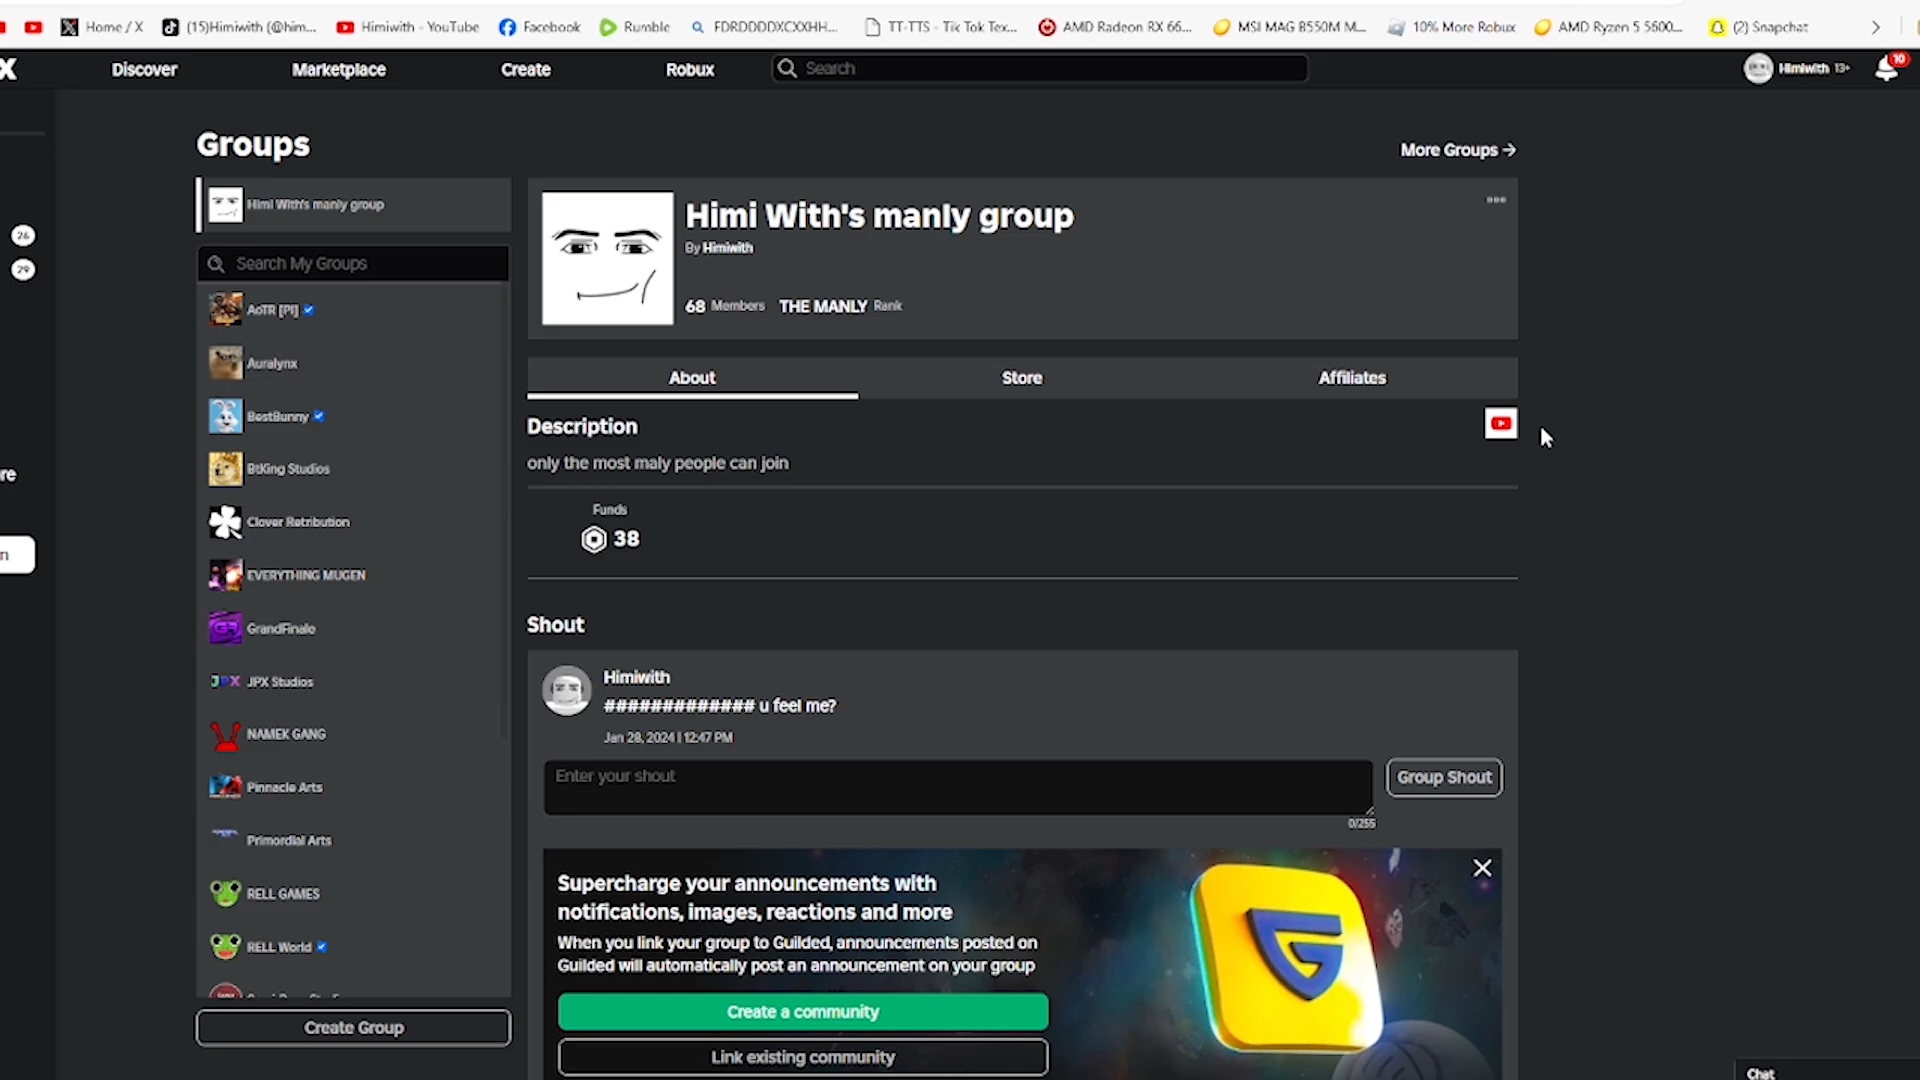 Home / X
(15)Himiwith (@him...
Himiwith - YouTube
Facebook
Rumble
FDRDDDDXCXXHH...
TT-TTS - Tik Tok Tex...
AMD Radeon RX 66...
MSI MAG B550M M...
10% More Robux
AMD Ryzen 5 5600...
(2) Snapchat
X
Discover
Marketplace
Create
Robux
Search
Himiwith 13+
10
Groups
More Groups →
Himi With's manly group
Search My Groups
26
29
re
n
AoTR [PI]
Auralynx
BestBunny
BtKing Studios
Clover Retribution
EVERYTHING MUGEN
GrandFinale
JPX JPX Studios
NAMEK GANG
Pinnacle Arts
Primordial Arts
RELL GAMES
RELL World
Create Group
Himi With's manly group
By Himiwith
68 Members THE MANLY Rank
About
Store
Affiliates
Description
only the most maly people can join
Funds
38
Shout
Himiwith
############# u feel me?
Jan 28, 2024 | 12:47 PM
Enter your shout
Group Shout
0/255
Supercharge your announcements with
notifications, images, reactions and more
When you link your group to Guilded, announcements posted on
Guilded will automatically post an announcement on your group
Create a community
Link existing community
Chat